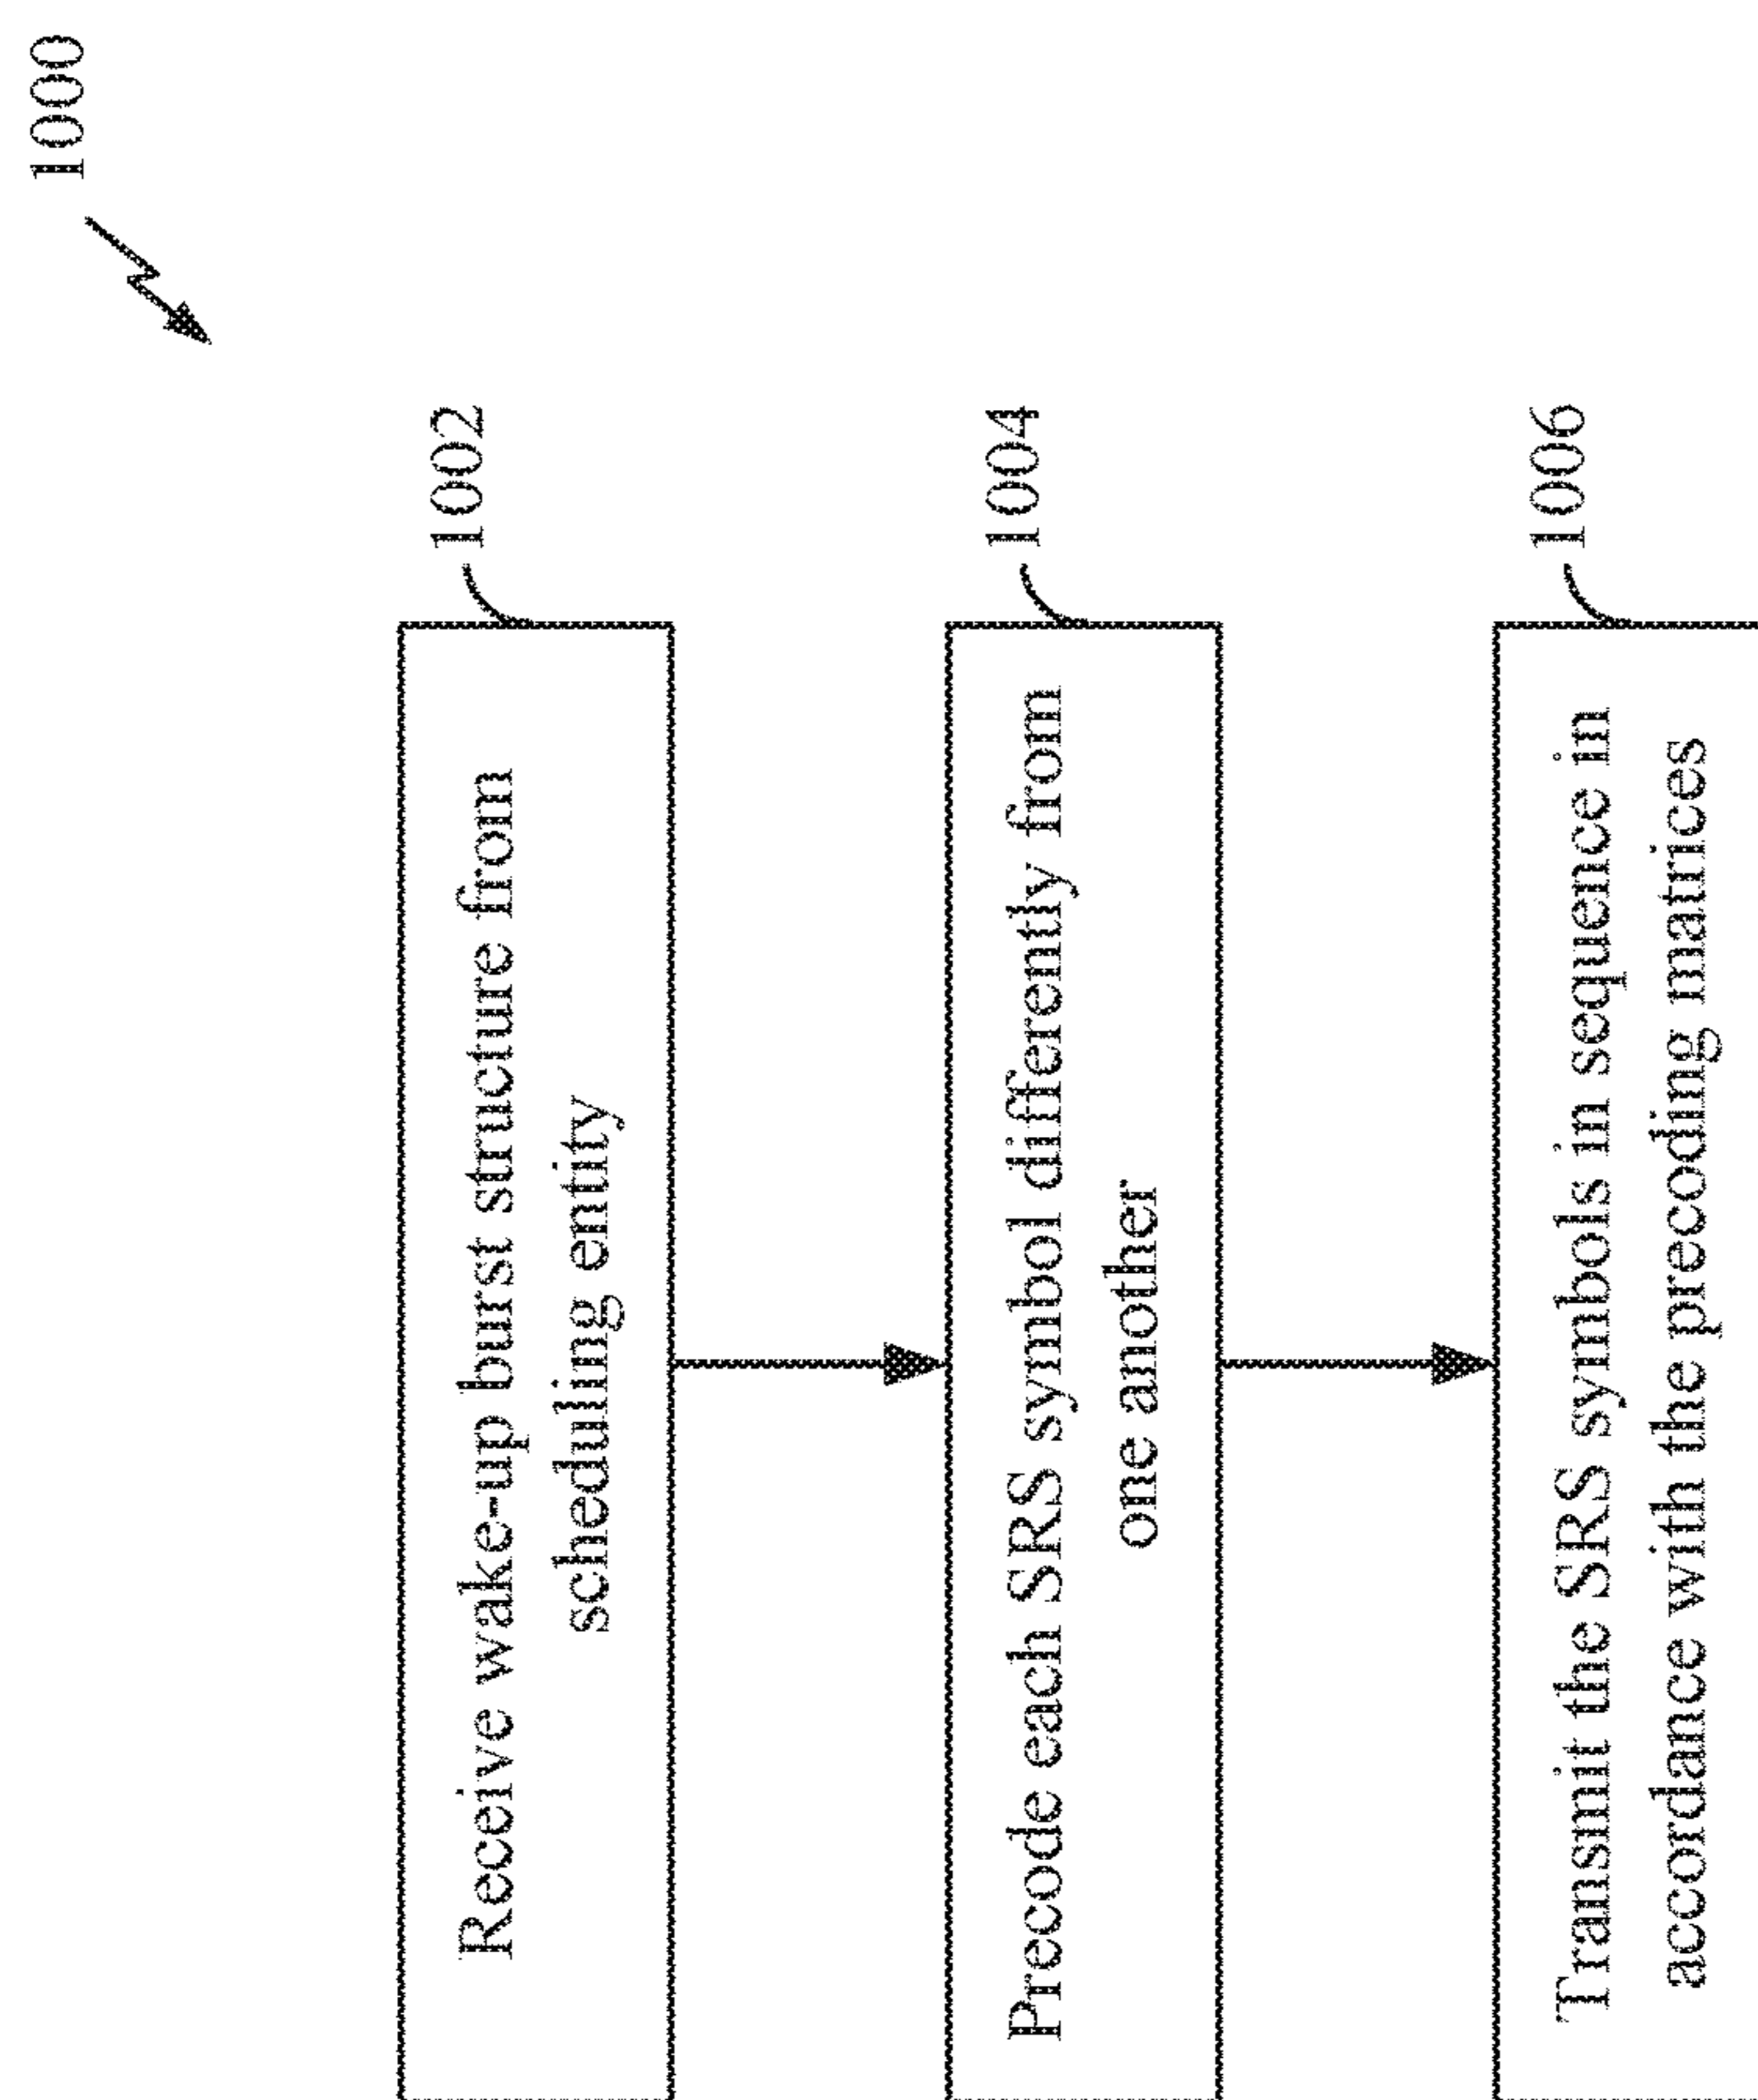 1000
Receive wake-up burst structure from
scheduling entity
1002
Precode each SRS symbol differently from
one another
1004
Transmit the SRS symbols in sequence in
accordance with the precoding matrices
1006